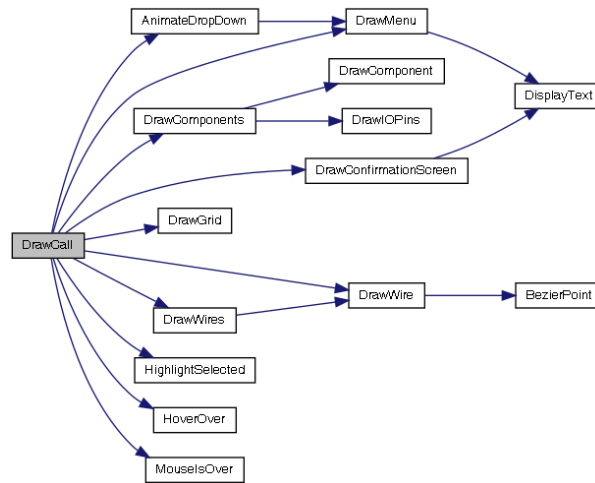 AnimateDropDown
DrawMenu
DrawComponent
DisplayText
DrawComponents
DrawIOPins
DrawConfirmationScreen
DrawGrid
DrawCall
DrawWire
BezierPoint
DrawWires
HighlightSelected
HoverOver
MouseIsOver